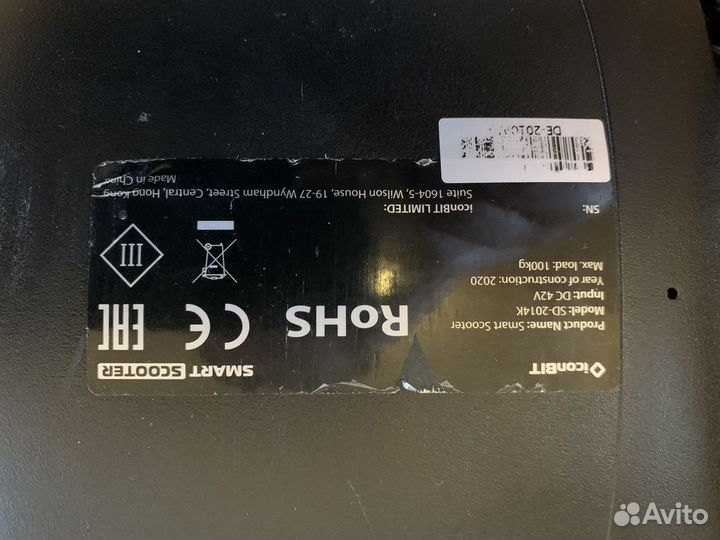 iconBIT
SMART SCOOTER
Product Name: Smart Scooter
Model: SD-2014K
Input: DC 42V
Year of construction: 2020
Max. load: 100kg
RoHS
CE
EAC
III
SN:
iconBIT LIMITED:
Suite 1604-5, Wilson House, 19-27 Wyndham Street, Central, Hong Kong
Made in China
Avito